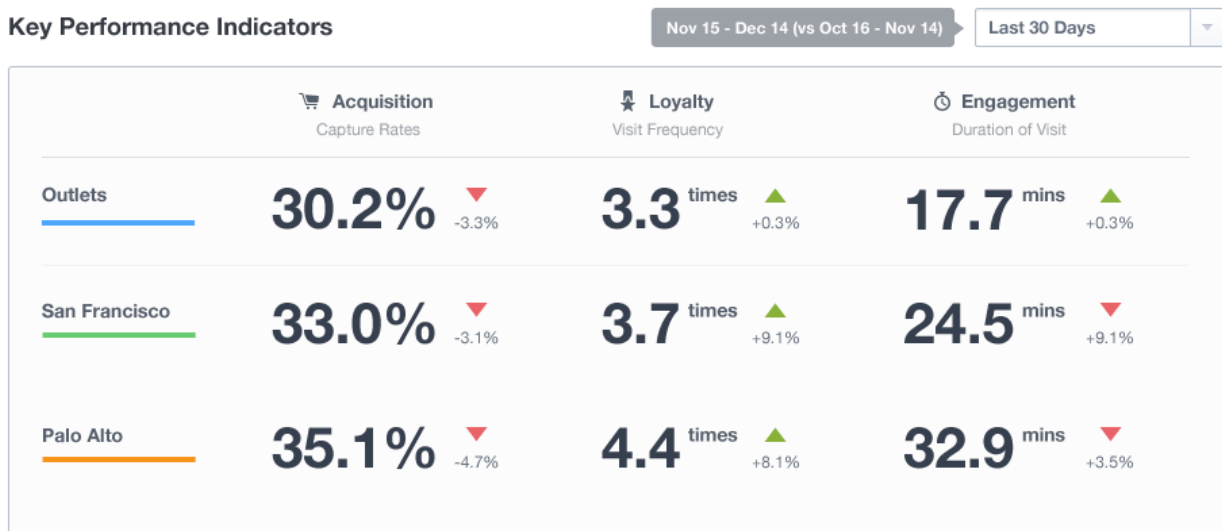 Key Performance Indicators
Nov 15 - Dec 14 (vs Oct 16 - Nov 14)
Last 30 Days
Acquisition
Capture Rates
Loyalty
Visit Frequency
Engagement
Duration of Visit
Outlets
30.2%
-3.3%
3.3 times
+0.3%
17.7 mins
+0.3%
San Francisco
33.0%
-3.1%
3.7 times
+9.1%
24.5 mins
+9.1%
Palo Alto
35.1%
-4.7%
4.4 times
+8.1%
32.9 mins
+3.5%